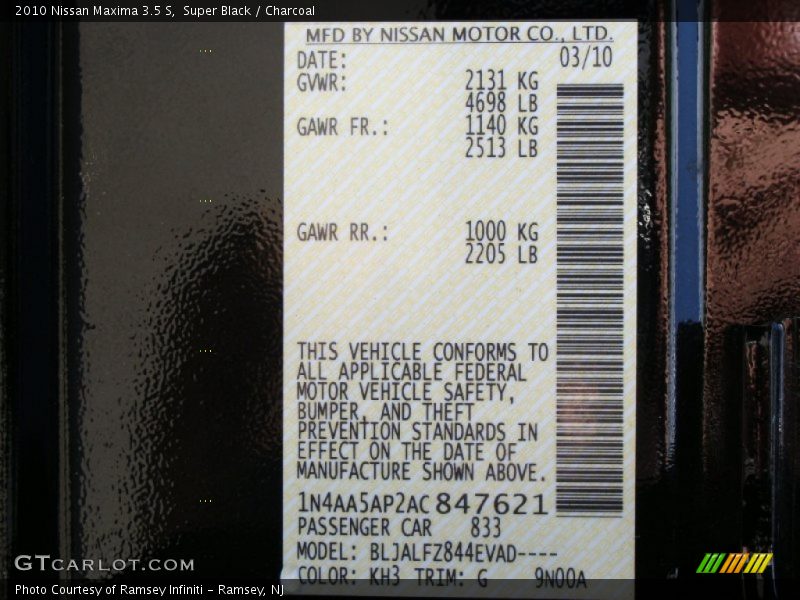 2010 Nissan Maxima 3.5 S, Super Black / Charcoal
MFD BY NISSAN MOTOR CO., LTD.
DATE: 03/10
GVWR: 2131 KG
4698 LB
GAWR FR.: 1140 KG
2513 LB
GAWR RR.: 1000 KG
2205 LB
THIS VEHICLE CONFORMS TO
ALL APPLICABLE FEDERAL
MOTOR VEHICLE SAFETY,
BUMPER, AND THEFT
PREVENTION STANDARDS IN
EFFECT ON THE DATE OF
MANUFACTURE SHOWN ABOVE.
1N4AA5AP2AC847621
PASSENGER CAR 833
MODEL: BLJALFZ844EVAD----
COLOR: KH3 TRIM: G 9N00A
GTCARLOT.COM
Photo Courtesy of Ramsey Infiniti – Ramsey, NJ